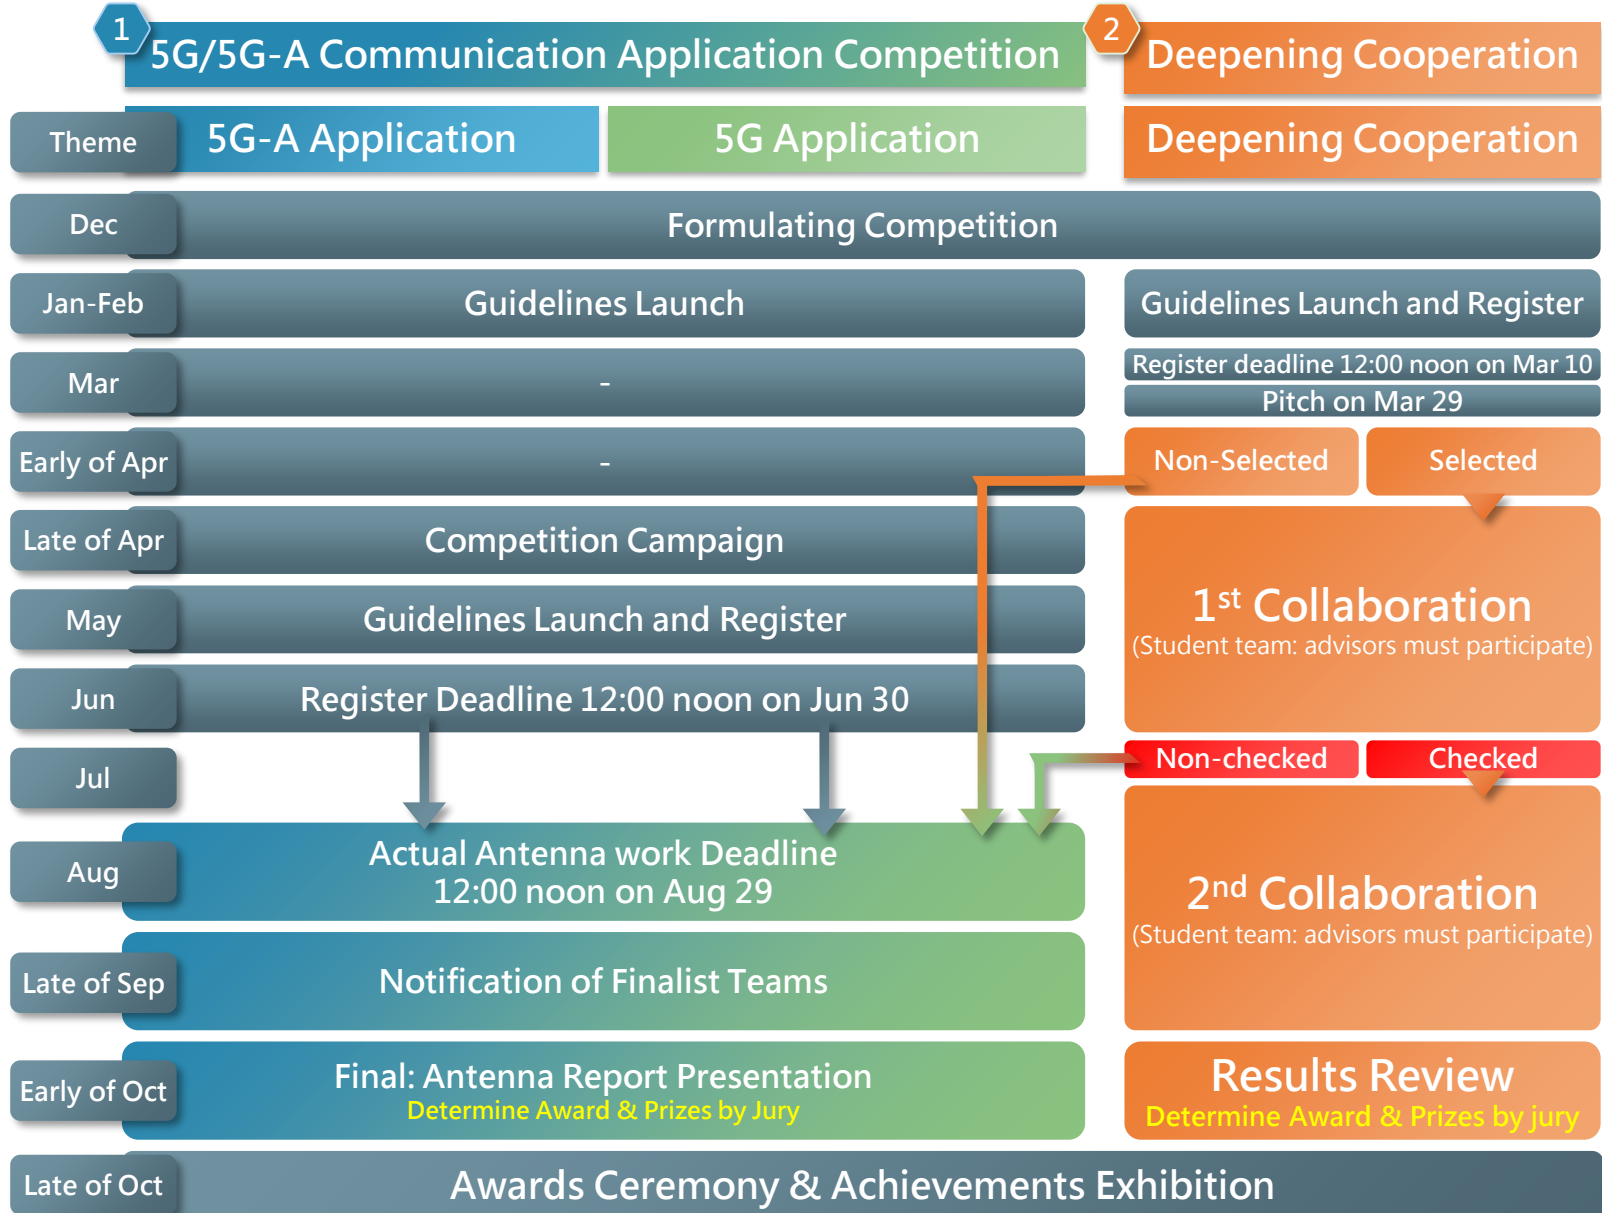 1
5G/5G-A Communication Application Competition
2
Deepening Cooperation
Theme
5G-A Application
5G Application
Deepening Cooperation
Dec
Formulating Competition
Jan-Feb
Guidelines Launch
Guidelines Launch and Register
Mar
-
Register deadline 12:00 noon on Mar 10
Pitch on Mar 29
Early of Apr
-
Non-Selected
Selected
Late of Apr
Competition Campaign
1st Collaboration
(Student team: advisors must participate)
May
Guidelines Launch and Register
Jun
Register Deadline 12:00 noon on Jun 30
Jul
Non-checked
Checked
Aug
Actual Antenna work Deadline
12:00 noon on Aug 29
2nd Collaboration
(Student team: advisors must participate)
Late of Sep
Notification of Finalist Teams
Early of Oct
Final: Antenna Report Presentation
Determine Award & Prizes by Jury
Results Review
Determine Award & Prizes by jury
Late of Oct
Awards Ceremony & Achievements Exhibition